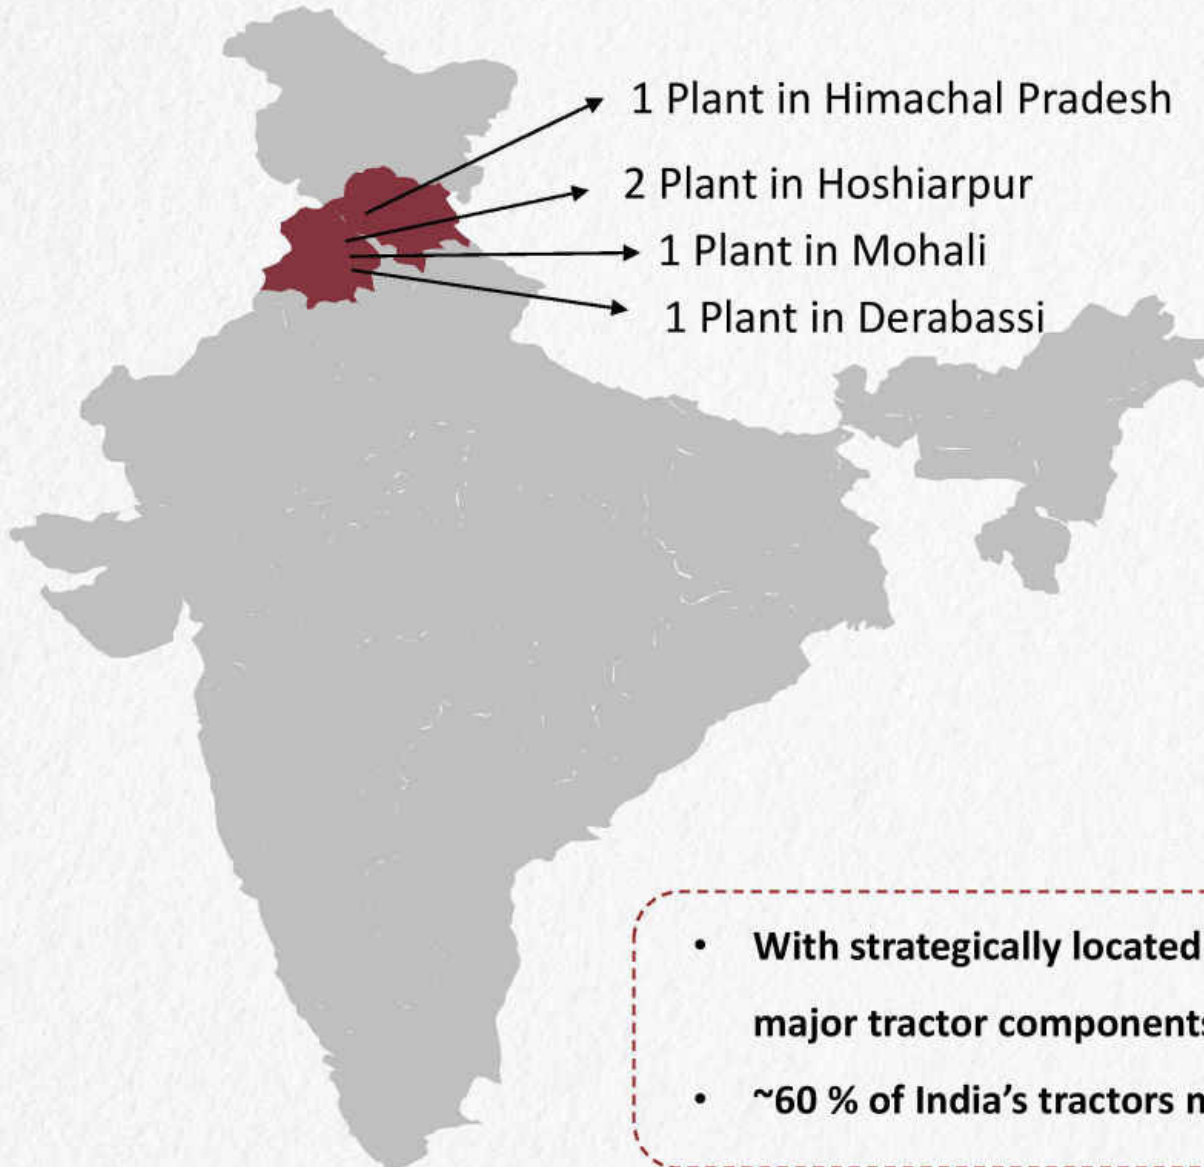 1 Plant in Himachal Pradesh
2 Plant in Hoshiarpur
1 Plant in Mohali
1 Plant in Derabassi
• With strategically located
major tractor components
• ~60 % of India’s tractors